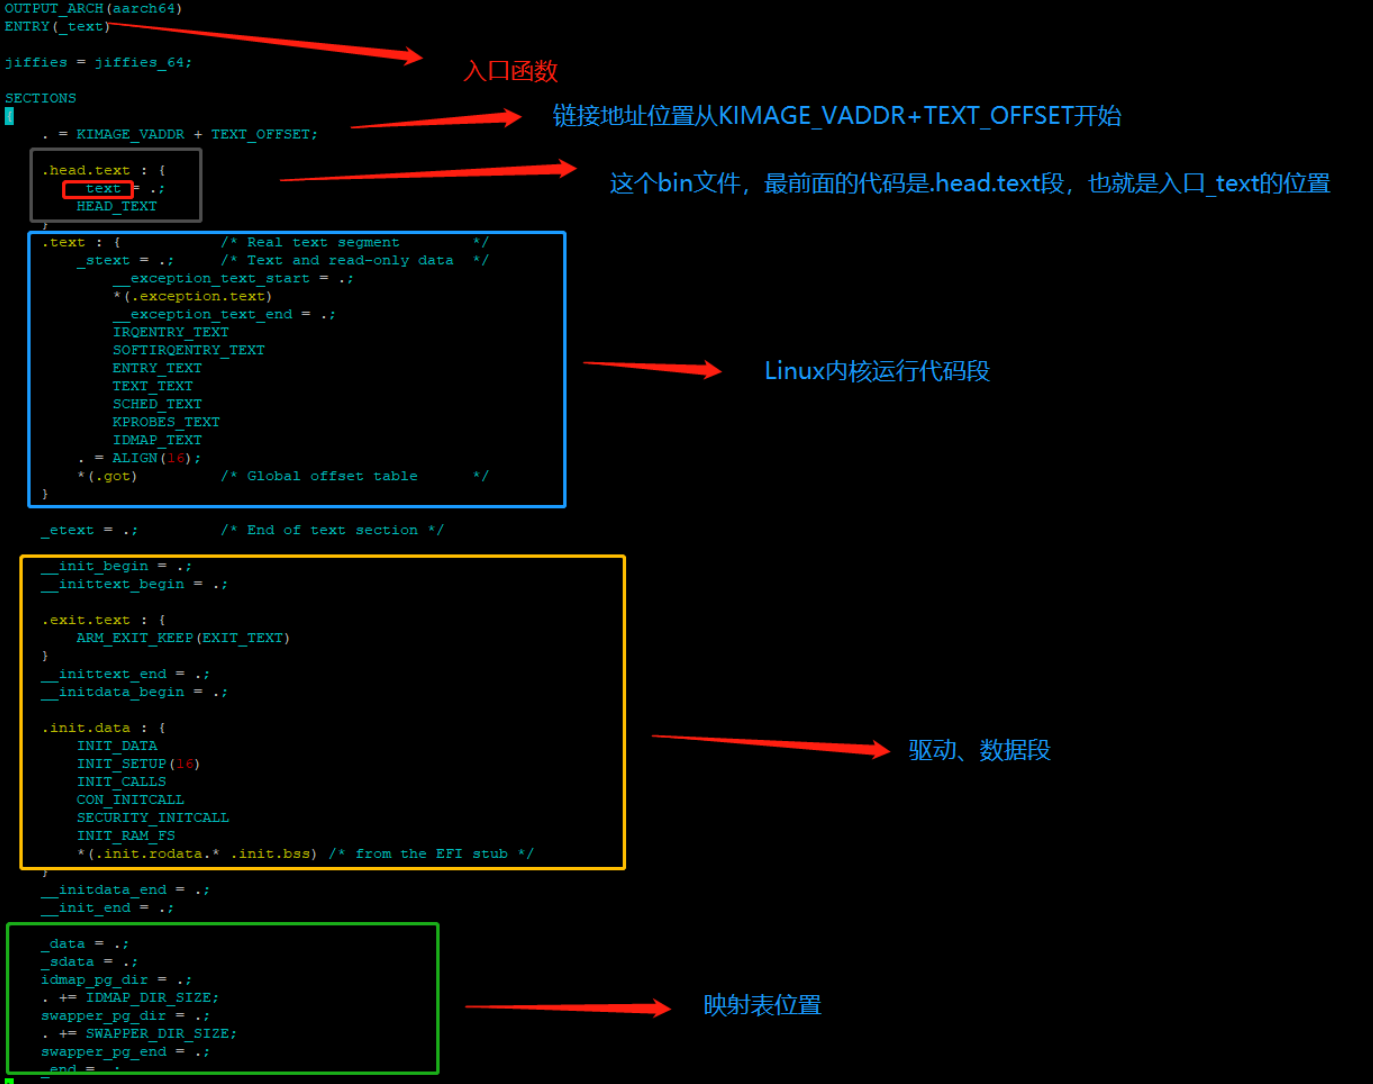 OUTPUT_ARCH(aarch64)
ENTRY(_text)
入口函数
jiffies = jiffies_64;
SECTIONS
{
. = KIMAGE_VADDR + TEXT_OFFSET;
链接地址位置从KIMAGE_VADDR+TEXT_OFFSET开始
.head.text : {
_text = .;
HEAD_TEXT
}
这个bin文件，最前面的代码是.head.text段，也就是入口_text的位置
.text : { /* Real text segment */
_stext = .; /* Text and read-only data */
__exception_text_start = .;
*(.exception.text)
__exception_text_end = .;
IRQENTRY_TEXT
SOFTIRQENTRY_TEXT
ENTRY_TEXT
TEXT_TEXT
SCHED_TEXT
KPROBES_TEXT
IDMAP_TEXT
. = ALIGN(16);
*(.got) /* Global offset table */
}
Linux内核运行代码段
_etext = .; /* End of text section */
__init_begin = .;
__inittext_begin = .;
.exit.text : {
ARM_EXIT_KEEP(EXIT_TEXT)
}
__inittext_end = .;
__initdata_begin = .;
.init.data : {
INIT_DATA
INIT_SETUP(16)
INIT_CALLS
CON_INITCALL
SECURITY_INITCALL
INIT_RAM_FS
*(.init.rodata.* .init.bss) /* from the EFI stub */
}
驱动、数据段
__initdata_end = .;
__init_end = .;
_data = .;
_sdata = .;
idmap_pg_dir = .;
. += IDMAP_DIR_SIZE;
swapper_pg_dir = .;
. += SWAPPER_DIR_SIZE;
swapper_pg_end = .;
_end = .;
映射表位置